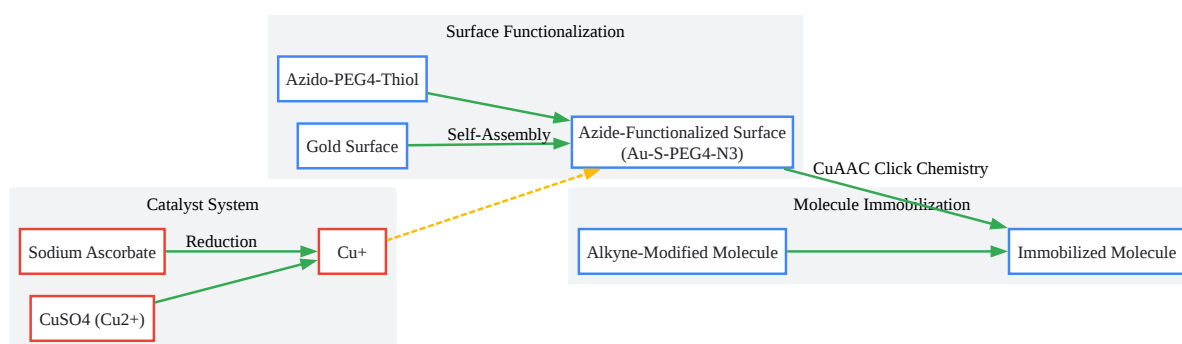 Surface Functionalization
Azido-PEG4-Thiol
Gold Surface
Self-Assembly
Azide-Functionalized Surface
(Au-S-PEG4-N3)
CuAAC Click Chemistry
Catalyst System
Sodium Ascorbate
Reduction
Cu+
CuSO4 (Cu2+)
Molecule Immobilization
Alkyne-Modified Molecule
Immobilized Molecule